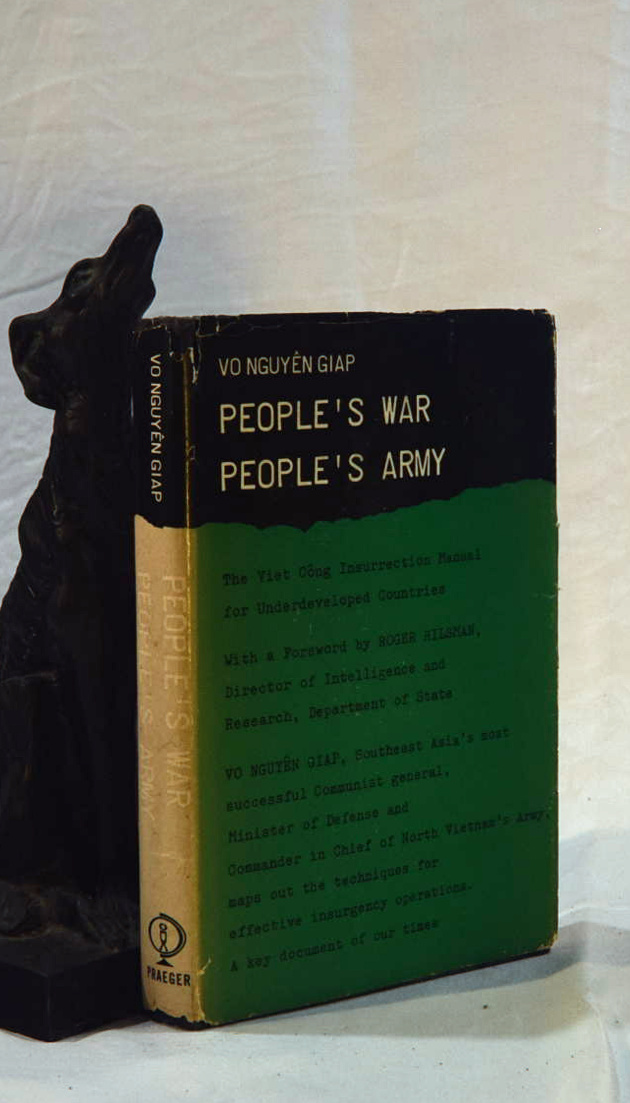 VO NGUYÊN GIAP
PEOPLE'S WAR
PEOPLE'S ARMY
The Viet Công Insurrection Manual
for Underdeveloped Countries
With a Foreword by ROGER HILSMAN,
Director of Intelligence and
Research, Department of State
VO NGUYÊN GIAP, Southeast Asia's most
successful Communist general,
Minister of Defense and
Commander in Chief of North Vietnam's Army,
maps out the techniques for
effective insurgency operations.
A key document of our times
VO NGUYÊN GIAP
PEOPLE'S WAR
PEOPLE'S ARMY
PRAEGER